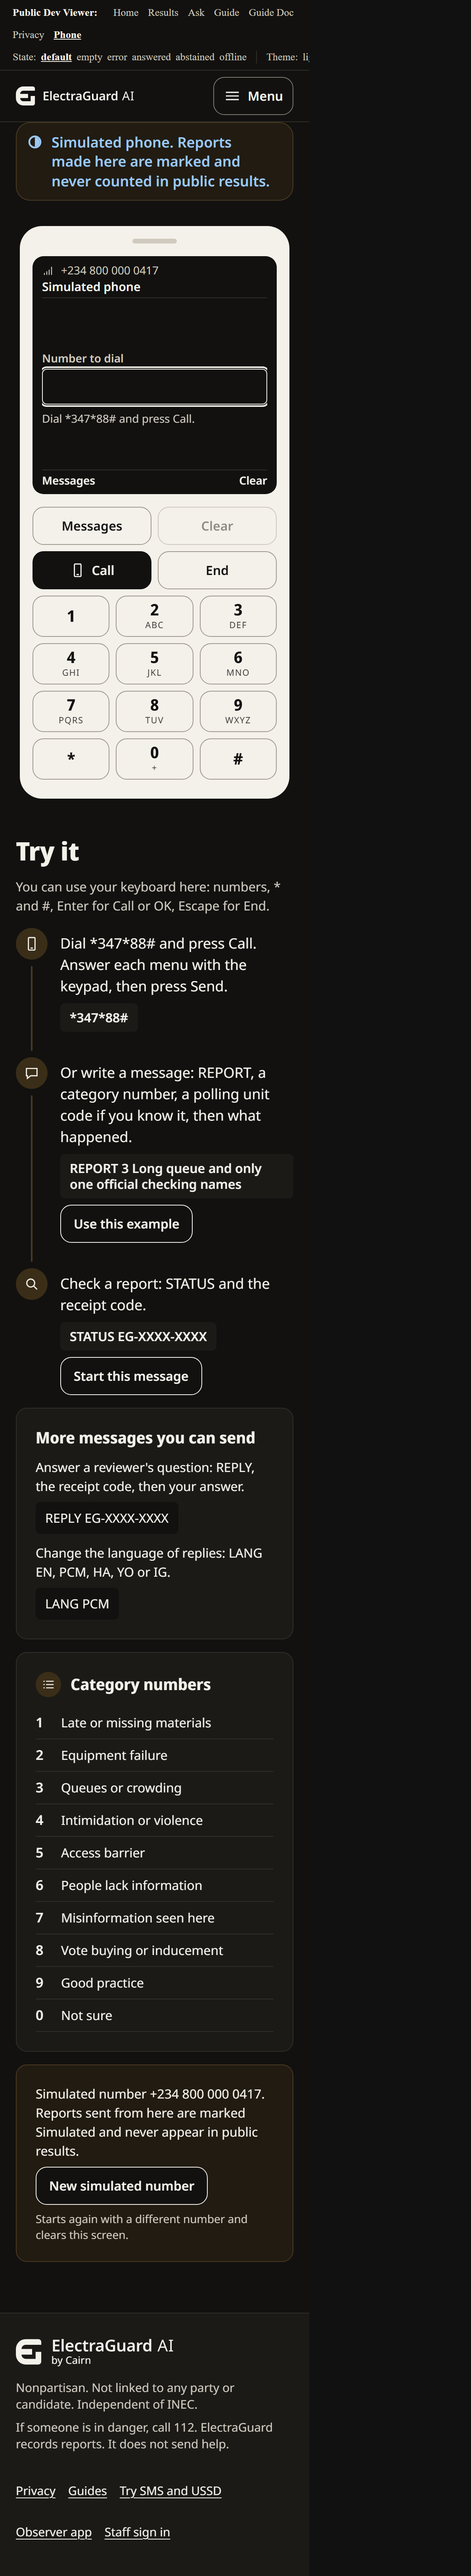 Public Dev Viewer: Home Results Ask Guide Guide Doc
Privacy Phone
State: default empty error answered abstained offline Theme:
ElectraGuard AI
Menu
Simulated phone. Reports
made here are marked and
never counted in public results.
+234 800 000 0417
Simulated phone
Number to dial
Dial *347*88# and press Call.
Messages Clear
Messages Clear
Call End
1 2 3
ABC DEF
4 5 6
GHI JKL MNO
7 8 9
PQRS TUV WXYZ
* 0 #
+
Try it
You can use your keyboard here: numbers, *
and #, Enter for Call or OK, Escape for End.
Dial *347*88# and press Call.
Answer each menu with the
keypad, then press Send.
*347*88#
Or write a message: REPORT, a
category number, a polling unit
code if you know it, then what
happened.
REPORT 3 Long queue and only
one official checking names
Use this example
Check a report: STATUS and the
receipt code.
STATUS EG-XXXX-XXXX
Start this message
More messages you can send
Answer a reviewer's question: REPLY,
the receipt code, then your answer.
REPLY EG-XXXX-XXXX
Change the language of replies: LANG
EN, PCM, HA, YO or IG.
LANG PCM
Category numbers
1 Late or missing materials
2 Equipment failure
3 Queues or crowding
4 Intimidation or violence
5 Access barrier
6 People lack information
7 Misinformation seen here
8 Vote buying or inducement
9 Good practice
0 Not sure
Simulated number +234 800 000 0417.
Reports sent from here are marked
Simulated and never appear in public
results.
New simulated number
Starts again with a different number and
clears this screen.
ElectraGuard AI
by Cairn
Nonpartisan. Not linked to any party or
candidate. Independent of INEC.
If someone is in danger, call 112. ElectraGuard
records reports. It does not send help.
Privacy Guides Try SMS and USSD
Observer app Staff sign in